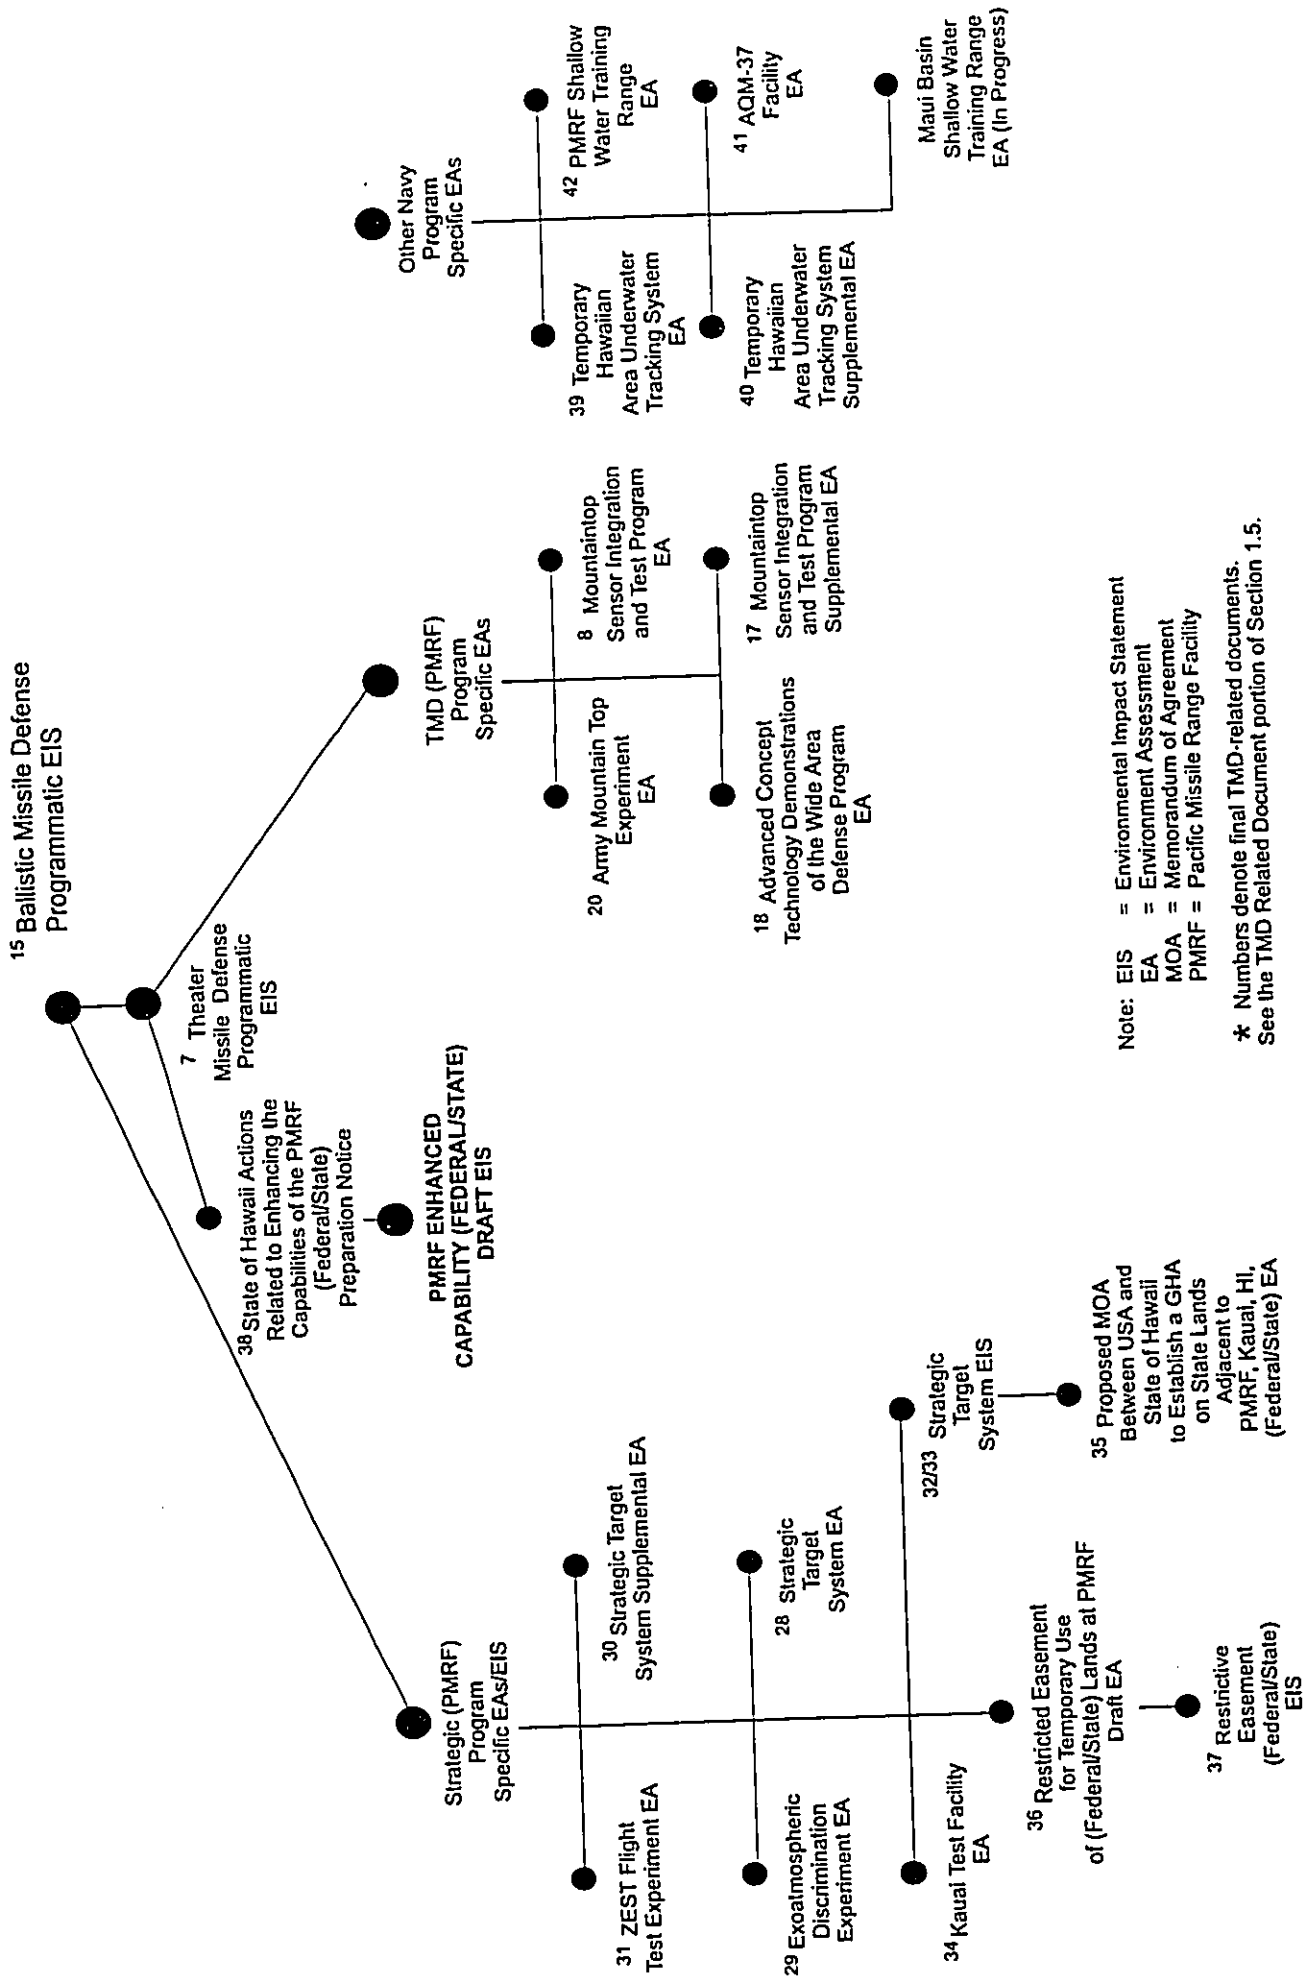 15 Ballistic Missile Defense
Programmatic EIS
7 Theater
Missile Defense
Programmatic
EIS
38 State of Hawaii Actions
Related to Enhancing the
Capabilities of the PMRF
(Federal/State)
Preparation Notice
PMRF ENHANCED
CAPABILITY (FEDERAL/STATE)
DRAFT EIS
Strategic (PMRF)
Program
Specific EAs/EIS
31 ZEST Flight
Test Experiment EA
30 Strategic Target
System Supplemental EA
29 Exoatmospheric
Discrimination
Experiment EA
28 Strategic
Target
System EA
34 Kauai Test Facility
EA
32/33 Strategic
Target
System EIS
36 Restricted Easement
for Temporary Use
of (Federal/State) Lands at PMRF
Draft EA
37 Restrictive
Easement
(Federal/State)
EIS
35 Proposed MOA
Between USA and
State of Hawaii
to Establish a GHA
on State Lands
Adjacent to
PMRF, Kauai, HI,
(Federal/State) EA
TMD (PMRF)
Program
Specific EAs
20 Army Mountain Top
Experiment
EA
8 Mountaintop
Sensor Integration
and Test Program
EA
18 Advanced Concept
Technology Demonstrations
of the Wide Area
Defense Program
EA
17 Mountaintop
Sensor Integration
and Test Program
Supplemental EA
Other Navy
Program
Specific EAs
39 Temporary
Hawaiian
Area Underwater
Tracking System
EA
42 PMRF Shallow
Water Training
Range
EA
40 Temporary
Hawaiian
Area Underwater
Tracking System
Supplemental EA
41 AQM-37
Facility
EA
Maui Basin
Shallow Water
Training Range
EA (In Progress)
Note: EIS = Environmental Impact Statement
EA = Environment Assessment
MOA = Memorandum of Agreement
PMRF = Pacific Missile Range Facility
* Numbers denote final TMD-related documents.
See the TMD Related Document portion of Section 1.5.